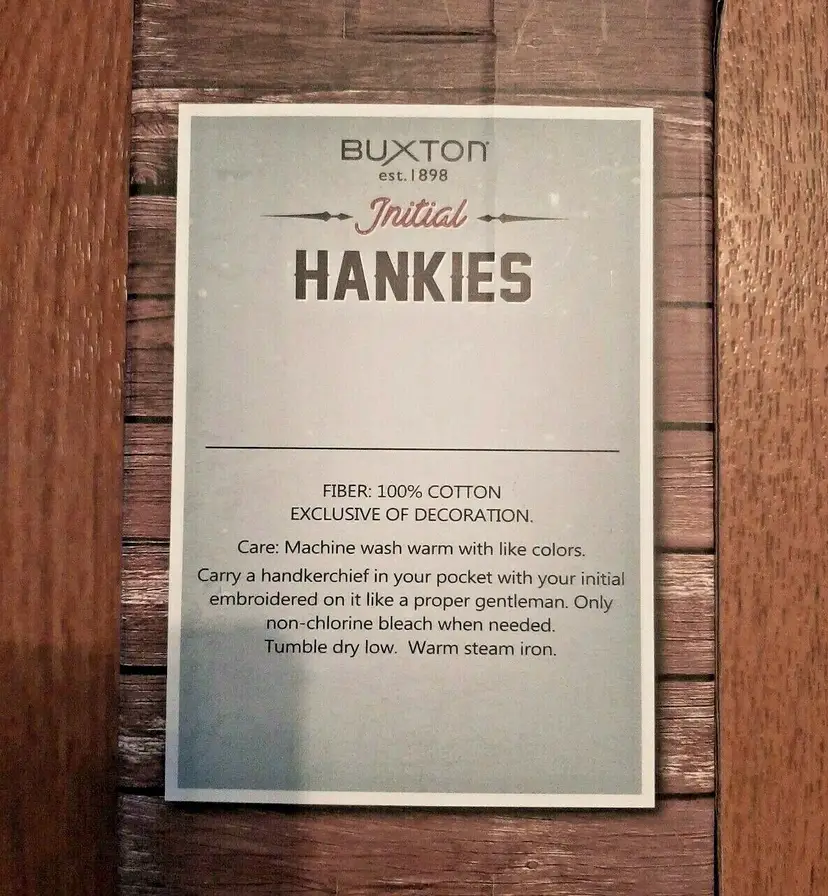 BUXTON
est.1898
Initial
HANKIES
FIBER: 100% COTTON
EXCLUSIVE OF DECORATION.
Care: Machine wash warm with like colors.
Carry a handkerchief in your pocket with your initial
embroidered on it like a proper gentleman. Only
non-chlorine bleach when needed.
Tumble dry low. Warm steam iron.